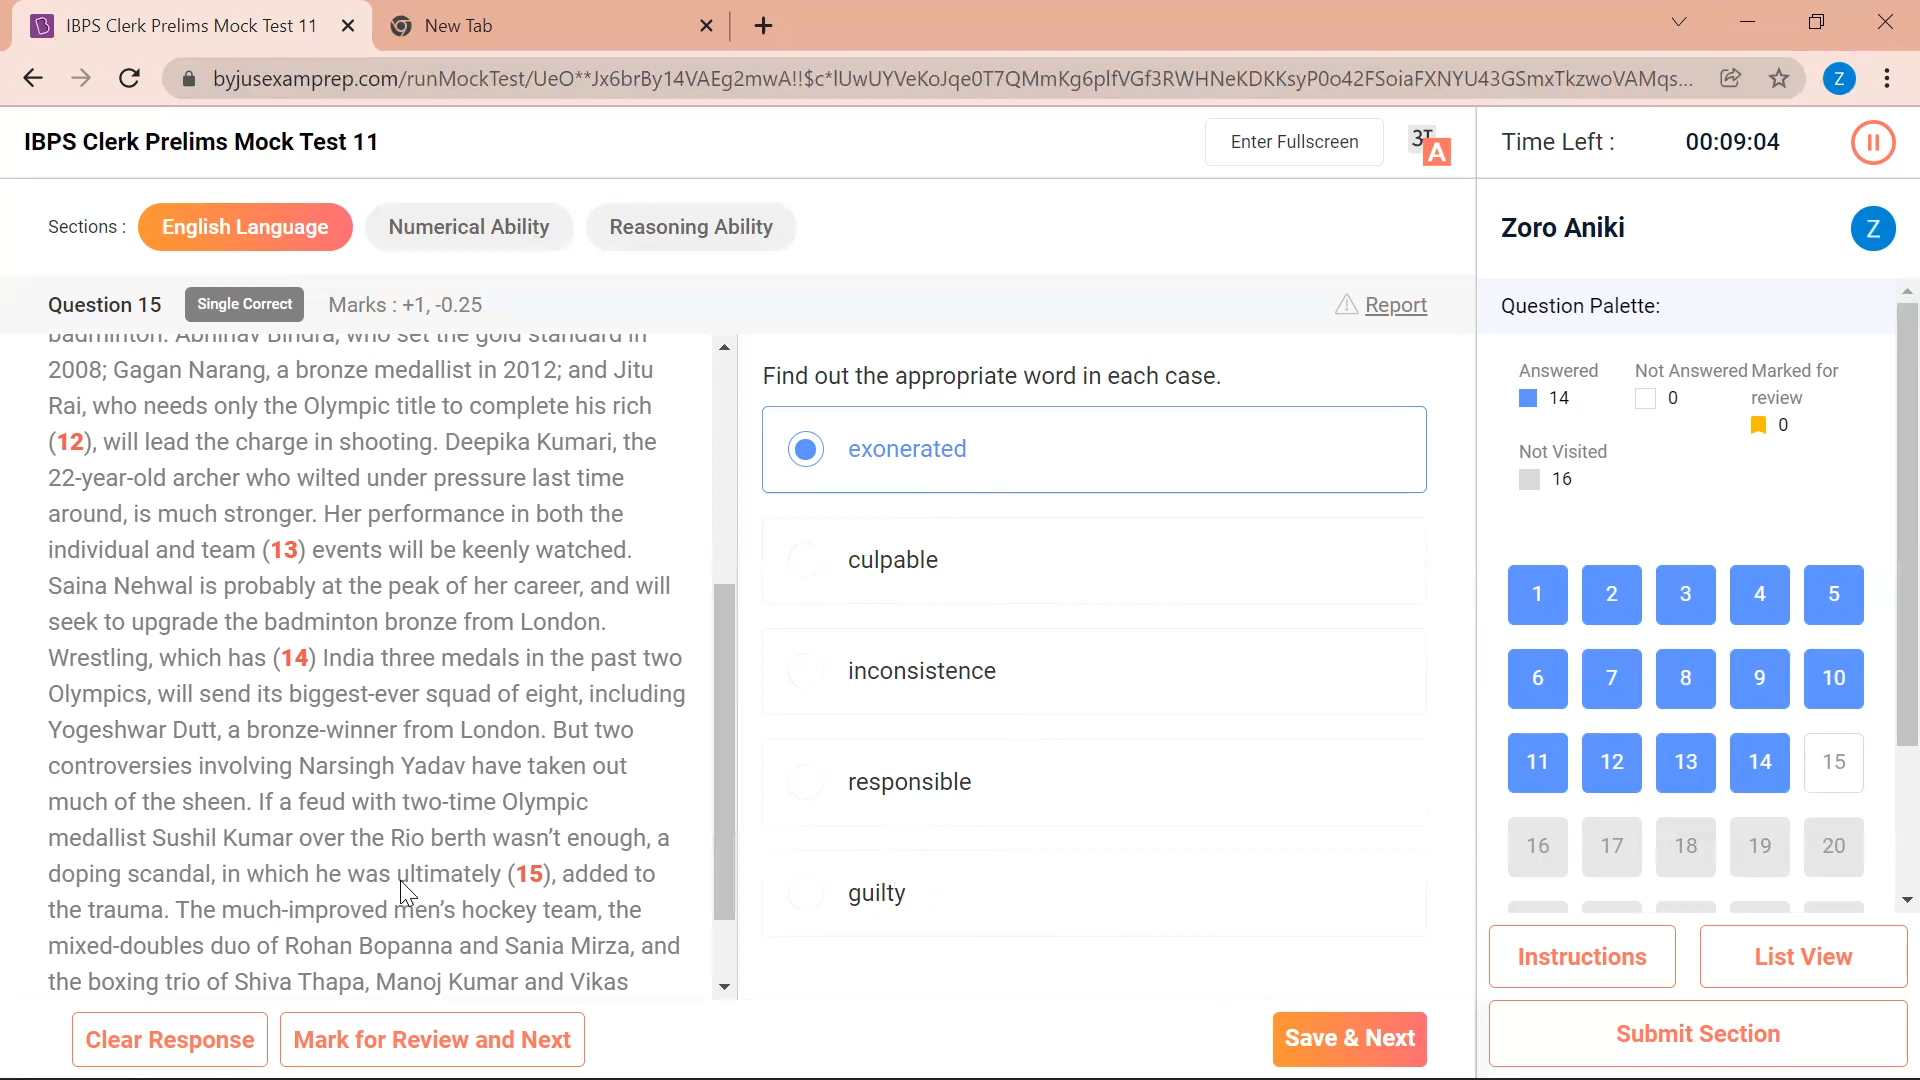 IBPS Clerk Prelims Mock Test 11
New Tab
byjusexamprep.com/runMockTest/UeO**Jx6brBy14VAEg2mwA!!$c*lUwUYVeKoJqe0T7QMmKg6plfVGf3RWHNeKDKKsyP0o42FSoiaFXNYU43GSmxTkzwoVAMqs...
Z
IBPS Clerk Prelims Mock Test 11
Enter Fullscreen
A
Time Left :
00:09:04
Sections :
English Language
Numerical Ability
Reasoning Ability
Zoro Aniki
Z
Question 15
Single Correct
Marks : +1, -0.25
Report
Question Palette:
badminton. Abhinav Bindra, who set the gold standard in
2008; Gagan Narang, a bronze medallist in 2012; and Jitu
Rai, who needs only the Olympic title to complete his rich
(12), will lead the charge in shooting. Deepika Kumari, the
22-year-old archer who wilted under pressure last time
around, is much stronger. Her performance in both the
individual and team (13) events will be keenly watched.
Saina Nehwal is probably at the peak of her career, and will
seek to upgrade the badminton bronze from London.
Wrestling, which has (14) India three medals in the past two
Olympics, will send its biggest-ever squad of eight, including
Yogeshwar Dutt, a bronze-winner from London. But two
controversies involving Narsingh Yadav have taken out
much of the sheen. If a feud with two-time Olympic
medallist Sushil Kumar over the Rio berth wasn't enough, a
doping scandal, in which he was ultimately (15), added to
the trauma. The much-improved men's hockey team, the
mixed-doubles duo of Rohan Bopanna and Sania Mirza, and
the boxing trio of Shiva Thapa, Manoj Kumar and Vikas
Find out the appropriate word in each case.
exonerated
culpable
inconsistence
responsible
guilty
Answered
14
Not Answered
0
Marked for
review
0
Not Visited
16
1 2 3 4 5
6 7 8 9 10
11 12 13 14 15
16 17 18 19 20
Instructions
List View
Clear Response
Mark for Review and Next
Save & Next
Submit Section